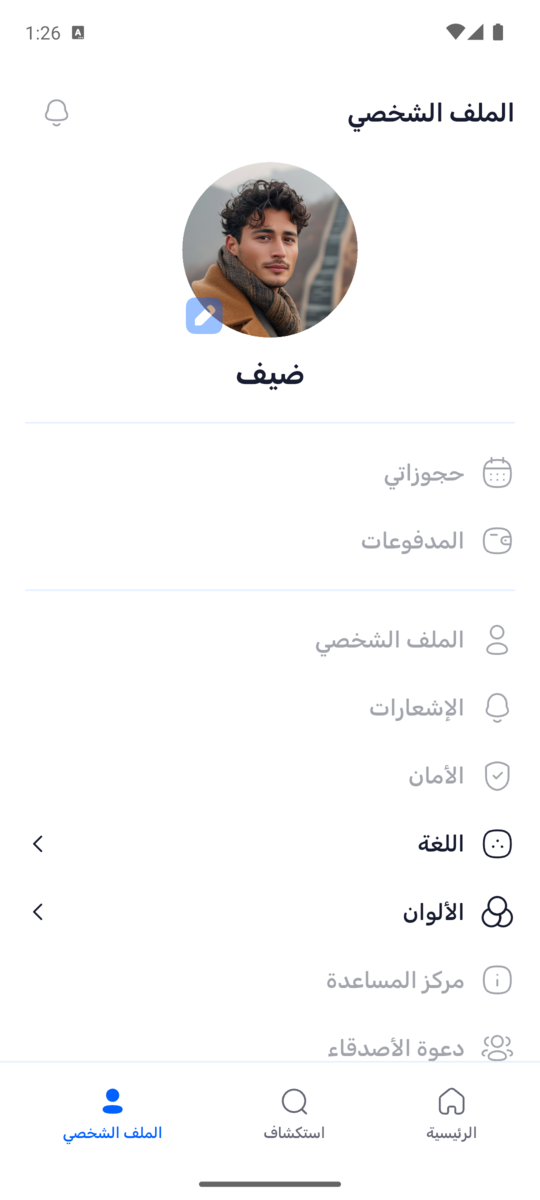 1:26
الملف الشخصي
ضيف
حجوزاتي
المدفوعات
الملف الشخصي
الإشعارات
الأمان
اللغة
الألوان
مركز المساعدة
دعوة الأصدقاء
الرئيسية
استكشاف
الملف الشخصي